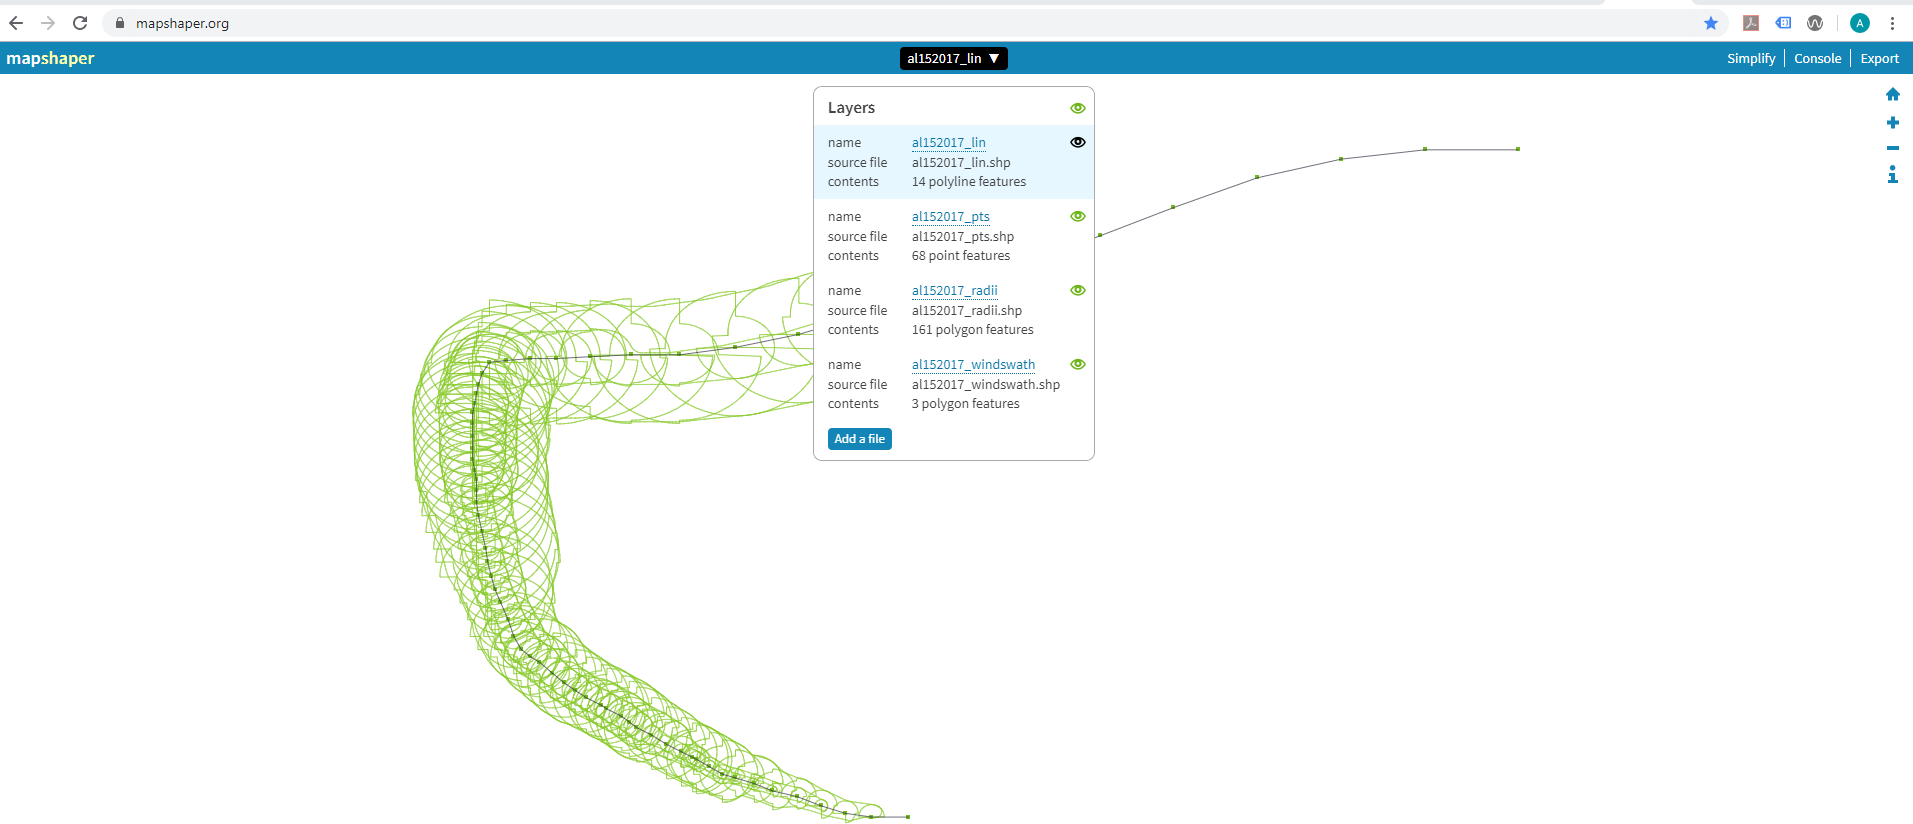 mapshaper.org
A
mapshaper
al152017_lin ▼
Simplify
Console
Export
Layers
name al152017_lin
source file al152017_lin.shp
contents 14 polyline features
name al152017_pts
source file al152017_pts.shp
contents 68 point features
name al152017_radii
source file al152017_radii.shp
contents 161 polygon features
name al152017_windswath
source file al152017_windswath.shp
contents 3 polygon features
Add a file